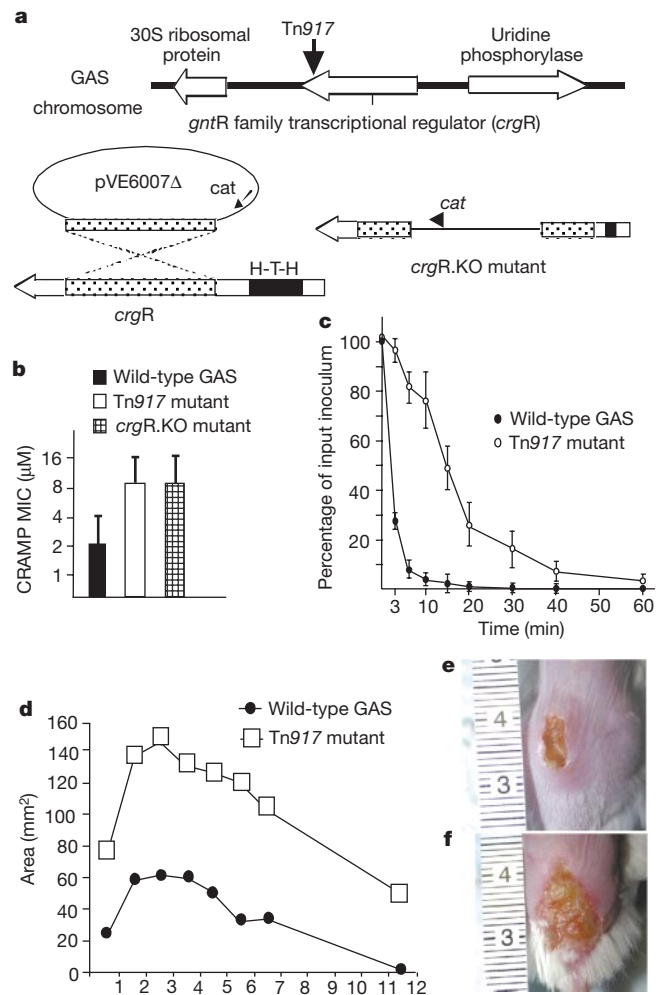 a
Tn917
30S ribosomal protein
Uridine phosphorylase
GAS chromosome
gntR family transcriptional regulator (crgR)
pVE6007Δ
cat
cat
H-T-H
crgR
crgR.KO mutant
b
Wild-type GAS
Tn917 mutant
crgR.KO mutant
CRAMP MIC (μM)
16
8
4
2
1
c
Percentage of input inoculum
100
80
60
40
20
Wild-type GAS
Tn917 mutant
3 10 20 30 40 50 60
Time (min)
d
Wild-type GAS
Tn917 mutant
Area (mm²)
160
140
120
100
80
60
40
20
0
1 2 3 4 5 6 7 8 9 10 11 12
e
4
3
f
4
3